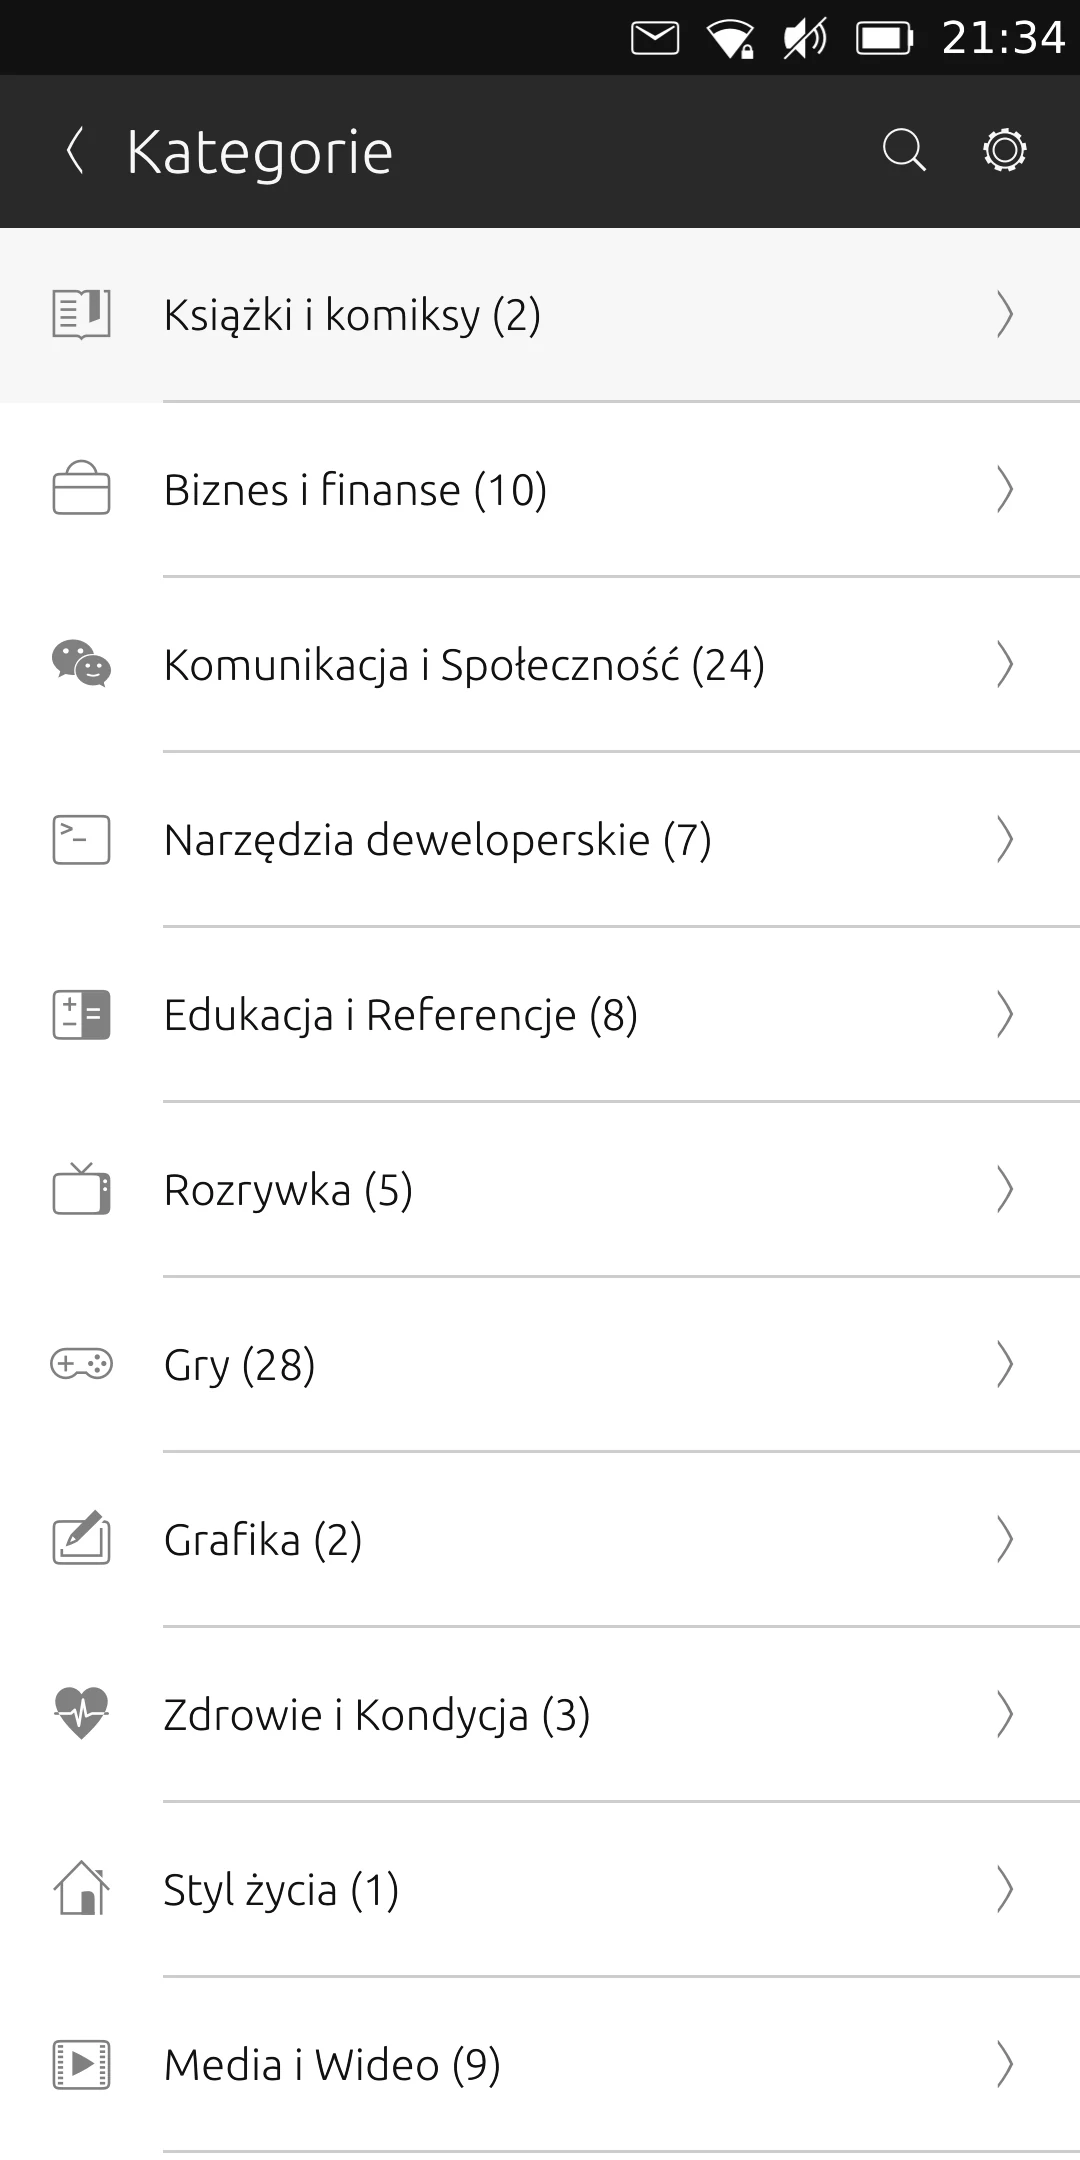 21:34
Kategorie
Książki i komiksy (2)
Biznes i finanse (10)
Komunikacja i Społeczność (24)
Narzędzia deweloperskie (7)
Edukacja i Referencje (8)
Rozrywka (5)
Gry (28)
Grafika (2)
Zdrowie i Kondycja (3)
Styl życia (1)
Media i Wideo (9)